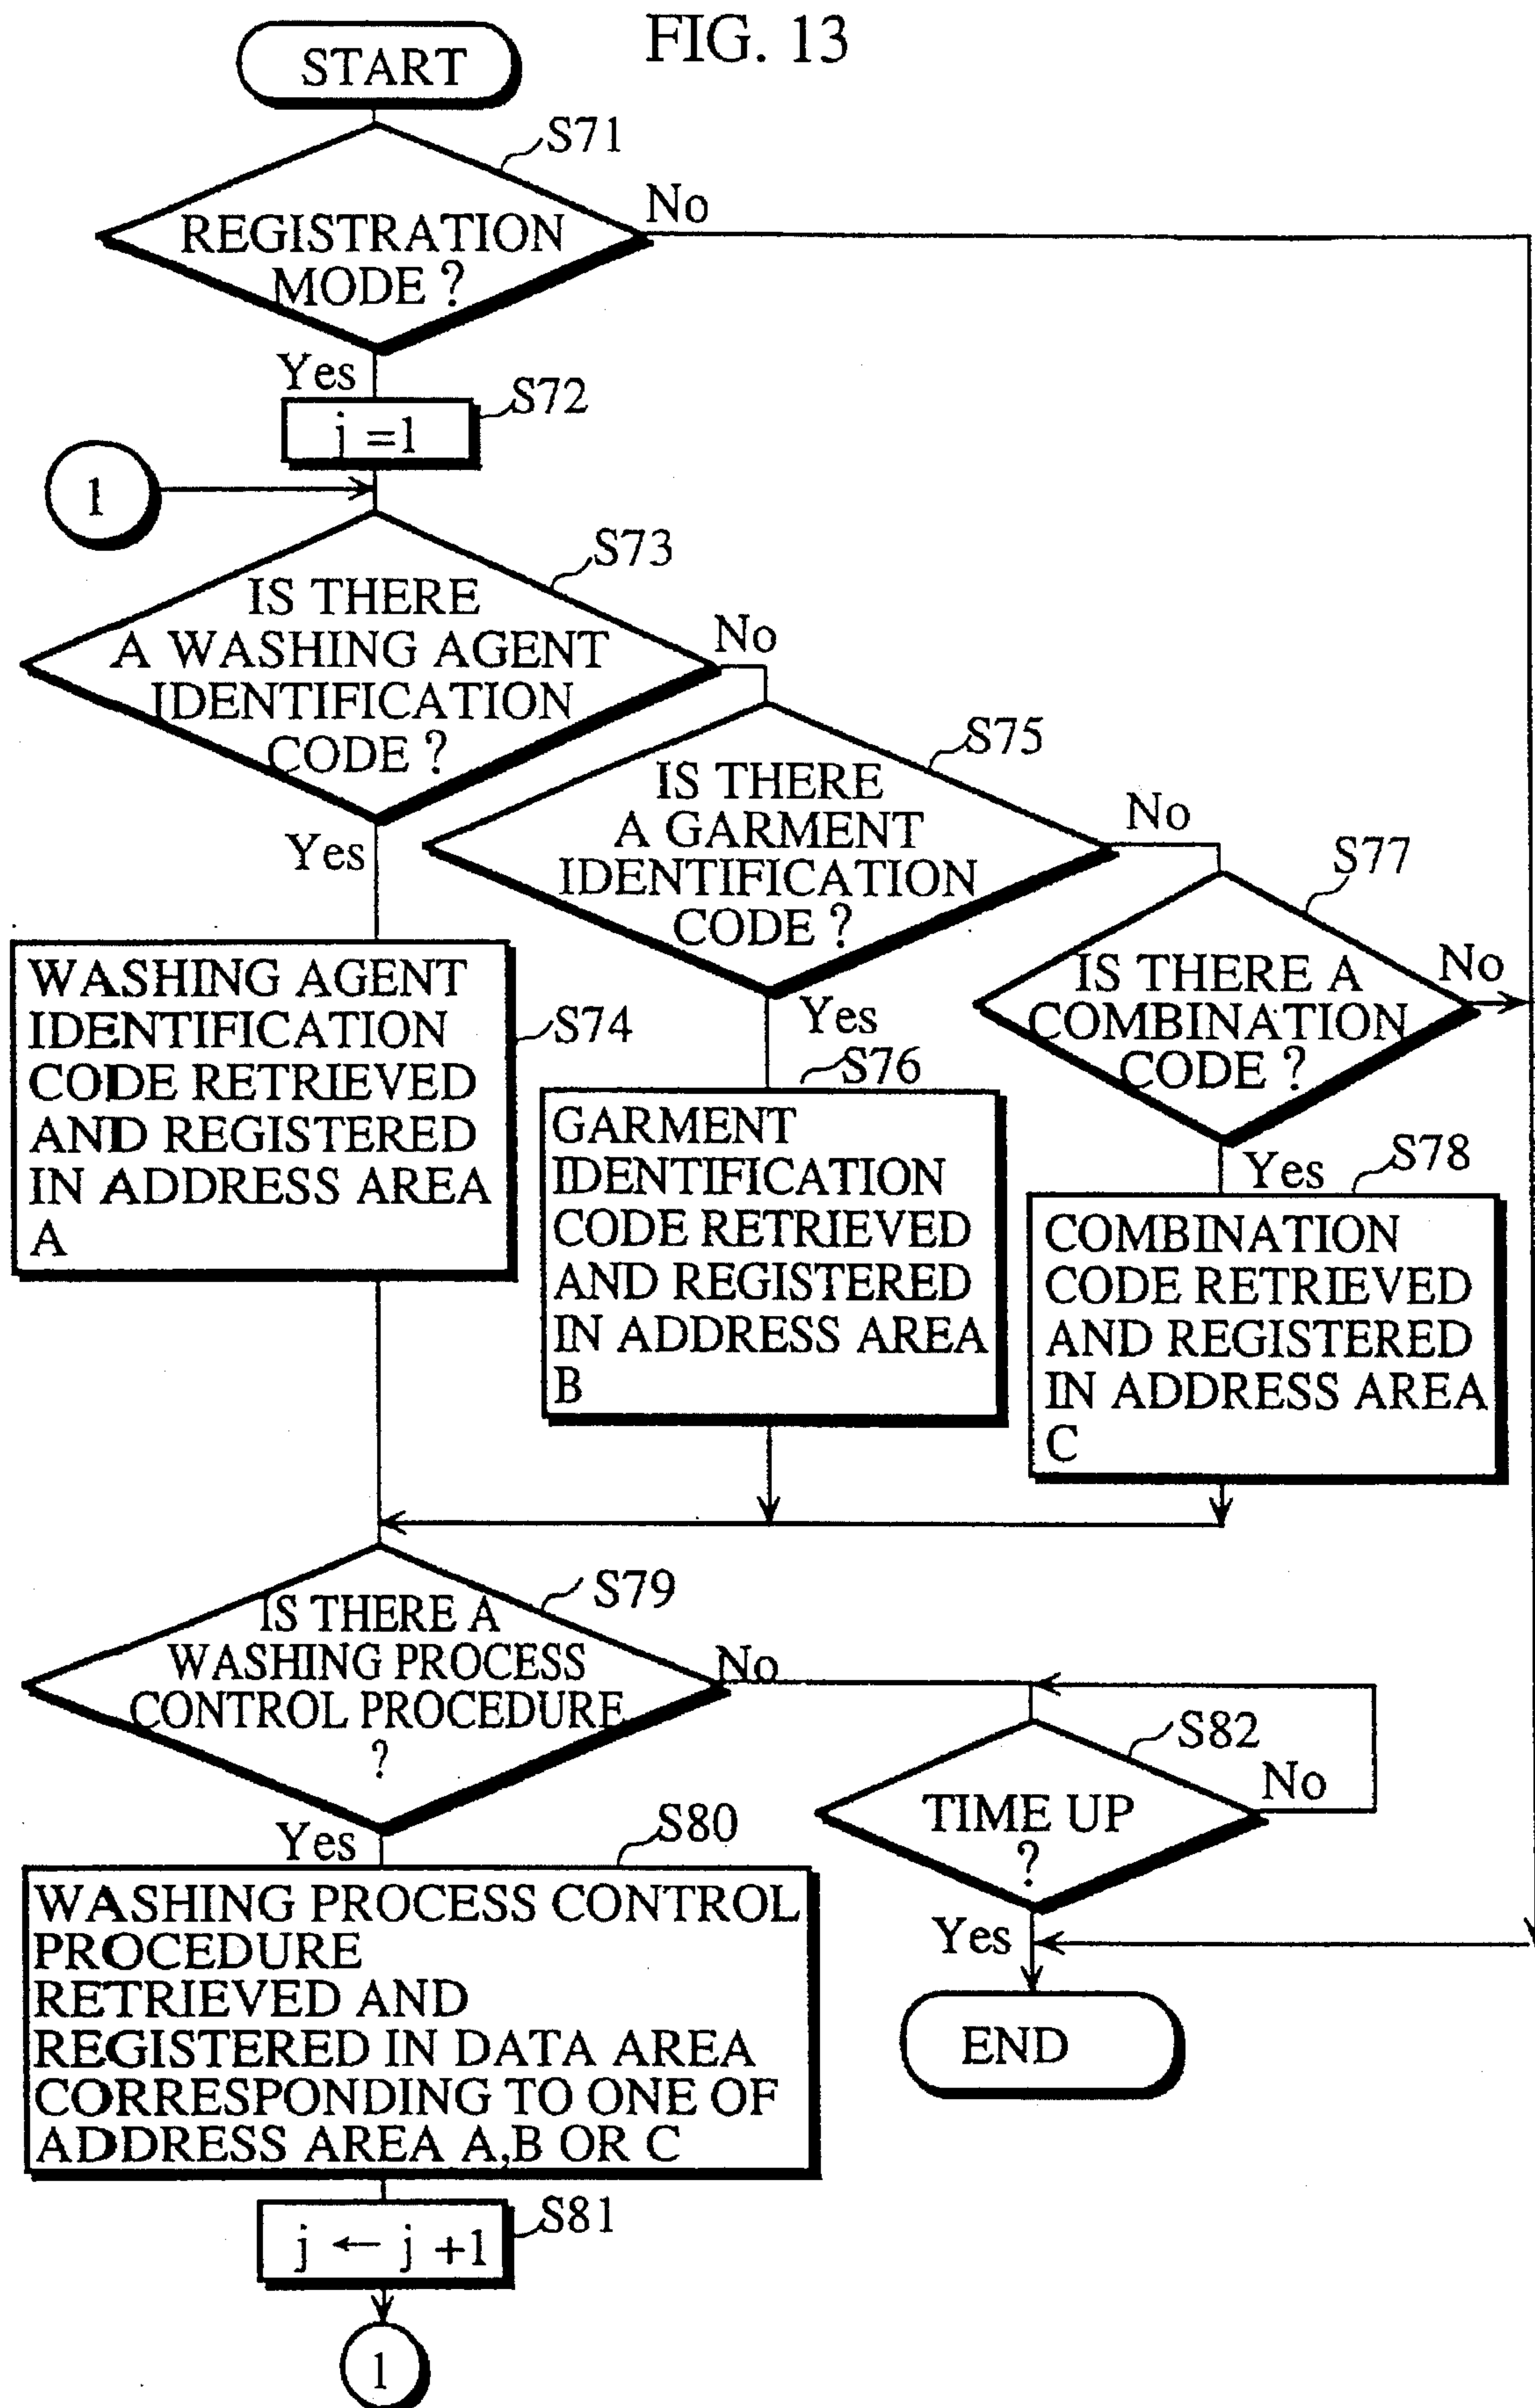 FIG. 13
START
S71
REGISTRATION
MODE ?
No
Yes
S72
j =1
1
S73
IS THERE
A WASHING AGENT
IDENTIFICATION
CODE ?
No
Yes
S75
IS THERE
A GARMENT
IDENTIFICATION
CODE ?
No
Yes
S77
IS THERE A
COMBINATION
CODE ?
No
Yes
S74
WASHING AGENT
IDENTIFICATION
CODE RETRIEVED
AND REGISTERED
IN ADDRESS AREA
A
S76
GARMENT
IDENTIFICATION
CODE RETRIEVED
AND REGISTERED
IN ADDRESS AREA
B
S78
COMBINATION
CODE RETRIEVED
AND REGISTERED
IN ADDRESS AREA
C
S79
IS THERE A
WASHING PROCESS
CONTROL PROCEDURE
?
No
Yes
S82
TIME UP
?
No
Yes
S80
WASHING PROCESS CONTROL
PROCEDURE
RETRIEVED AND
REGISTERED IN DATA AREA
CORRESPONDING TO ONE OF
ADDRESS AREA A,B OR C
END
S81
j ← j +1
1